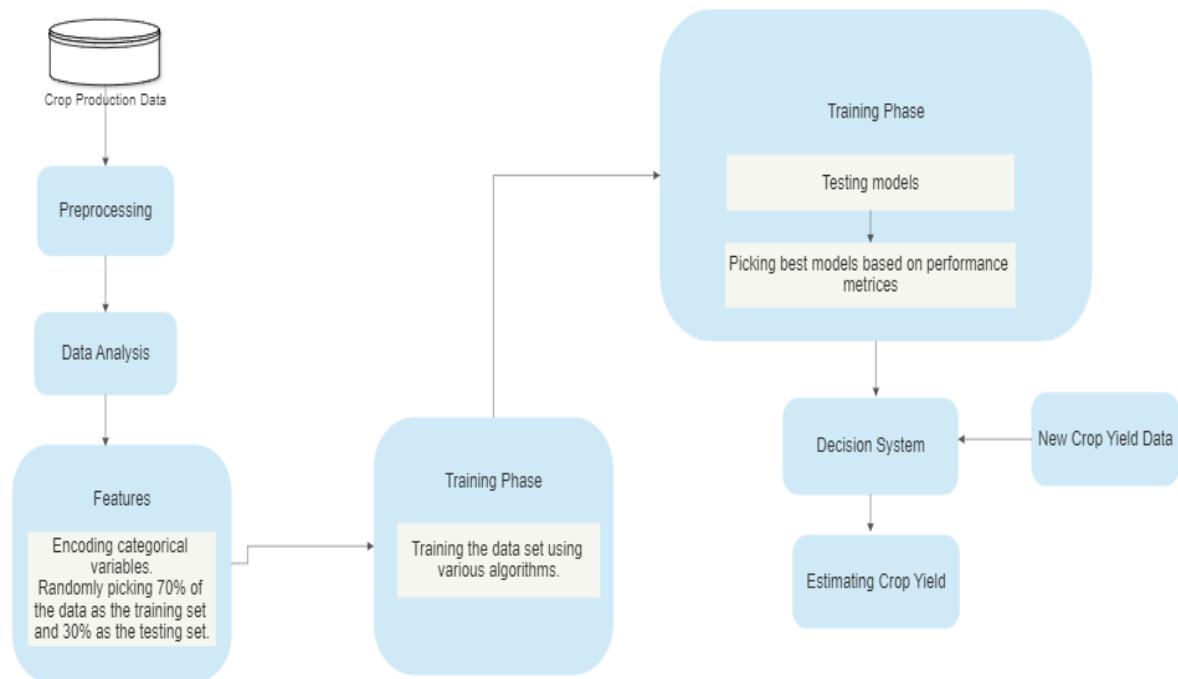 Crop Production Data
Preprocessing
Data Analysis
Features
Encoding categorical
variables.
Randomly picking 70% of
the data as the training set
and 30% as the testing set.
Training Phase
Training the data set using
various algorithms.
Training Phase
Testing models
Picking best models based on performance
metrices
Decision System
New Crop Yield Data
Estimating Crop Yield